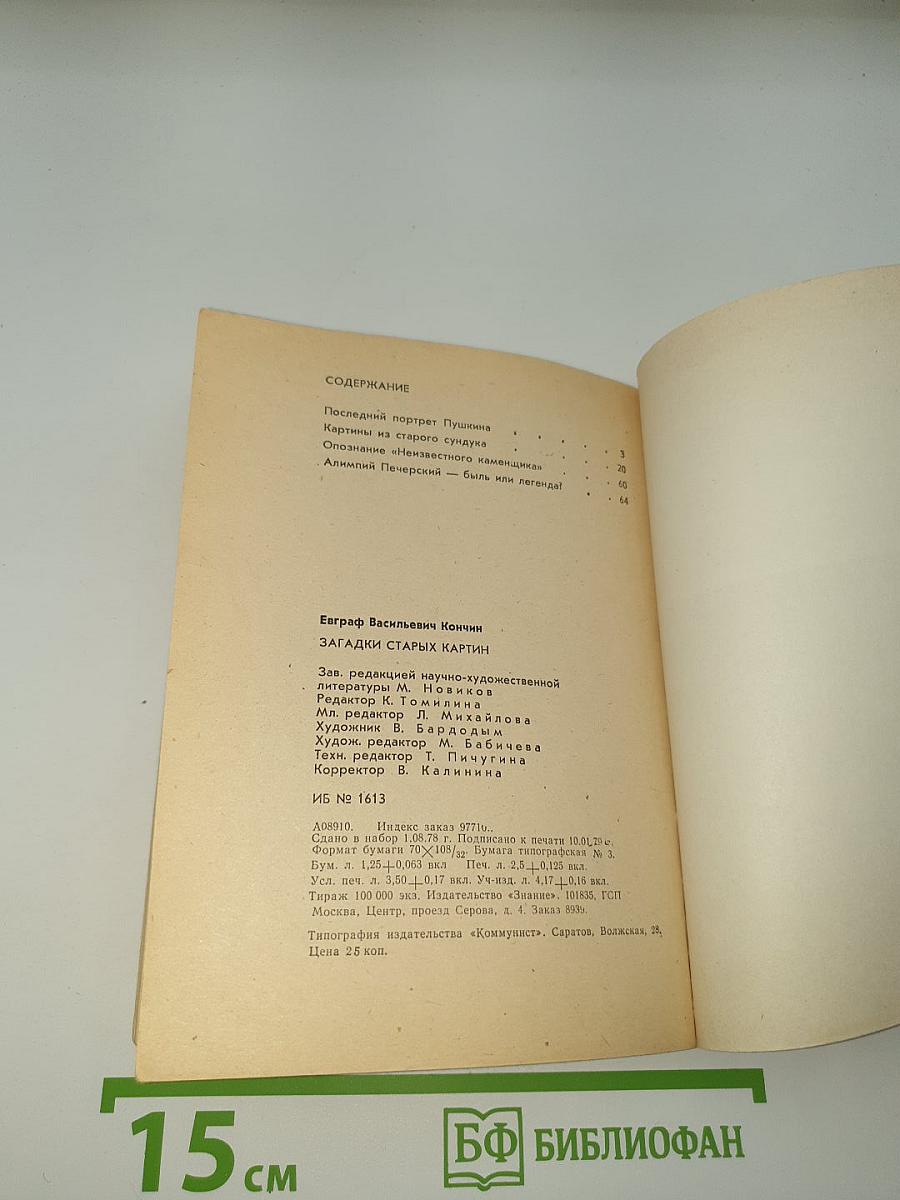 СОДЕРЖАНИЕ
Последний портрет Пушкина . . . . . 3
Картины из старого сундука . . . . . 20
Опознание «Неизвестного каменщика» . . . . 60
Алимпий Печерский — быль или легенда? . . 64
Евграф Васильевич Кончин
ЗАГАДКИ СТАРЫХ КАРТИН
Зав. редакцией научно-художественной
литературы М. Новиков
Редактор К. Томилина
Мл. редактор Л. Михайлова
Художник В. Бардодым
Худож. редактор М. Бабичева
Техн. редактор Т. Пичугина
Корректор В. Калинина
ИБ № 1613
А08910. Индекс заказ 97710.
Сдано в набор 1.08.78 г. Подписано к печати 10.01.79 г.
Формат бумаги 70×108/32. Бумага типографская № 3.
Бум. л. 1,25+0,063 вкл Печ. л. 2,5+0,125 вкл.
Усл. печ. л. 3,50+0,17 вкл. Уч-изд. л. 4,17+0,16 вкл.
Тираж 100 000 экз. Издательство «Знание». 101835, ГСП
Москва, Центр, проезд Серова, д. 4. Заказ 8939.
Типография издательства «Коммунист». Саратов, Волжская, 28.
Цена 25 коп.
15 см
БФ БИБЛИОФАН